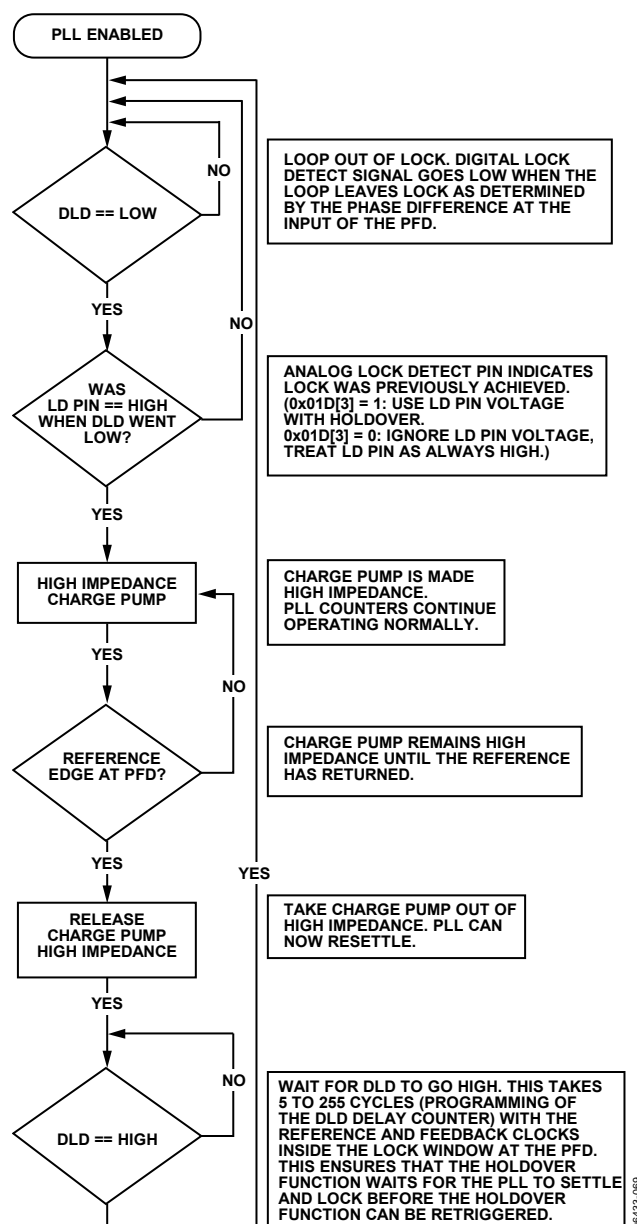 PLL ENABLED
NO
DLD == LOW
LOOP OUT OF LOCK. DIGITAL LOCK
DETECT SIGNAL GOES LOW WHEN THE
LOOP LEAVES LOCK AS DETERMINED
BY THE PHASE DIFFERENCE AT THE
INPUT OF THE PFD.
YES
NO
WAS
LD PIN == HIGH
WHEN DLD WENT
LOW?
ANALOG LOCK DETECT PIN INDICATES
LOCK WAS PREVIOUSLY ACHIEVED.
(0x01D[3] = 1: USE LD PIN VOLTAGE
WITH HOLDOVER.
0x01D[3] = 0: IGNORE LD PIN VOLTAGE,
TREAT LD PIN AS ALWAYS HIGH.)
YES
HIGH IMPEDANCE
CHARGE PUMP
CHARGE PUMP IS MADE
HIGH IMPEDANCE.
PLL COUNTERS CONTINUE
OPERATING NORMALLY.
YES
NO
REFERENCE
EDGE AT PFD?
CHARGE PUMP REMAINS HIGH
IMPEDANCE UNTIL THE REFERENCE
HAS RETURNED.
YES
YES
RELEASE
CHARGE PUMP
HIGH IMPEDANCE
TAKE CHARGE PUMP OUT OF
HIGH IMPEDANCE. PLL CAN
NOW RESETTLE.
YES
NO
DLD == HIGH
WAIT FOR DLD TO GO HIGH. THIS TAKES
5 TO 255 CYCLES (PROGRAMMING OF
THE DLD DELAY COUNTER) WITH THE
REFERENCE AND FEEDBACK CLOCKS
INSIDE THE LOCK WINDOW AT THE PFD.
THIS ENSURES THAT THE HOLDOVER
FUNCTION WAITS FOR THE PLL TO SETTLE
AND LOCK BEFORE THE HOLDOVER
FUNCTION CAN BE RETRIGGERED.